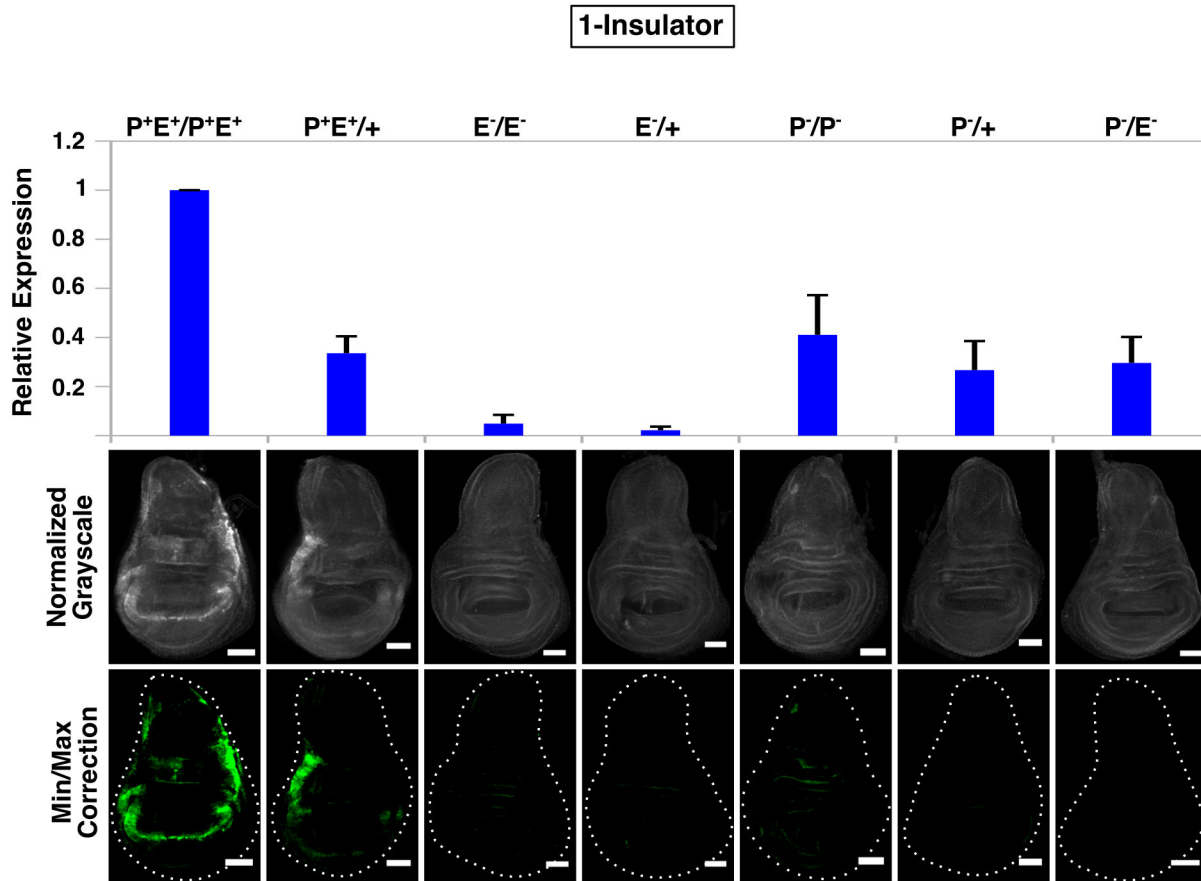 1-Insulator
P⁺E⁺/P⁺E⁺ P⁺E⁺/+ E⁻/E⁻ E⁻/+ P⁻/P⁻ P⁻/+ P⁻/E⁻
Relative Expression
1.2
1
0.8
0.6
0.4
0.2
Normalized
Grayscale
Min/Max
Correction